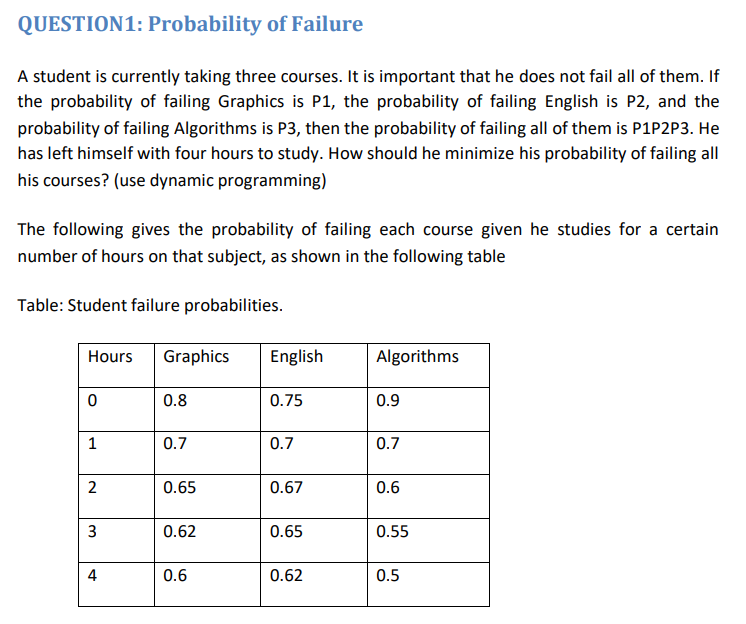 QUESTION1: Probability of Failure
A student is currently taking three courses. It is important that he does not fail all of them. If
the probability of failing Graphics is P1, the probability of failing English is P2, and the
probability of failing Algorithms is P3, then the probability of failing all of them is P1P2P3. He
has left himself with four hours to study. How should he minimize his probability of failing all
his courses? (use dynamic programming)
The following gives the probability of failing each course given he studies for a certain
number of hours on that subject, as shown in the following table
Table: Student failure probabilities.
Hours Graphics English Algorithms
0 0.8 0.75 0.9
1 0.7 0.7 0.7
2 0.65 0.67 0.6
3 0.62 0.65 0.55
4 0.6 0.62 0.5